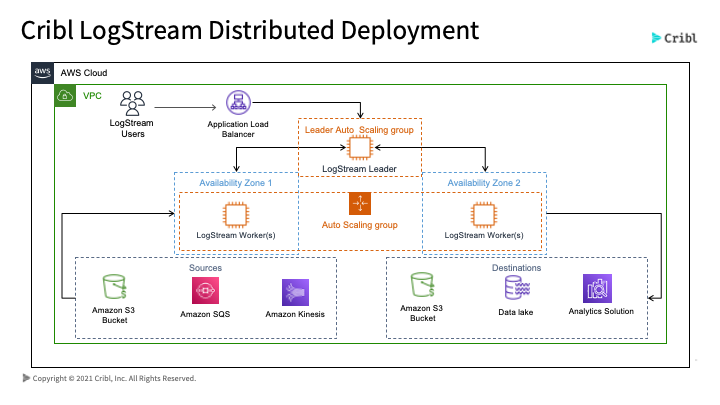 Cribl LogStream Distributed Deployment
Cribl
aws
AWS Cloud
VPC
LogStream
Users
Application Load
Balancer
Leader Auto Scaling group
LogStream Leader
Availability Zone 1
Availability Zone 2
LogStream Worker(s)
Auto Scaling group
LogStream Worker(s)
Sources
Destinations
Amazon S3
Bucket
Amazon SQS
Amazon Kinesis
Amazon S3
Bucket
Data lake
Analytics Solution
Copyright © 2021 Cribl, Inc. All Rights Reserved.